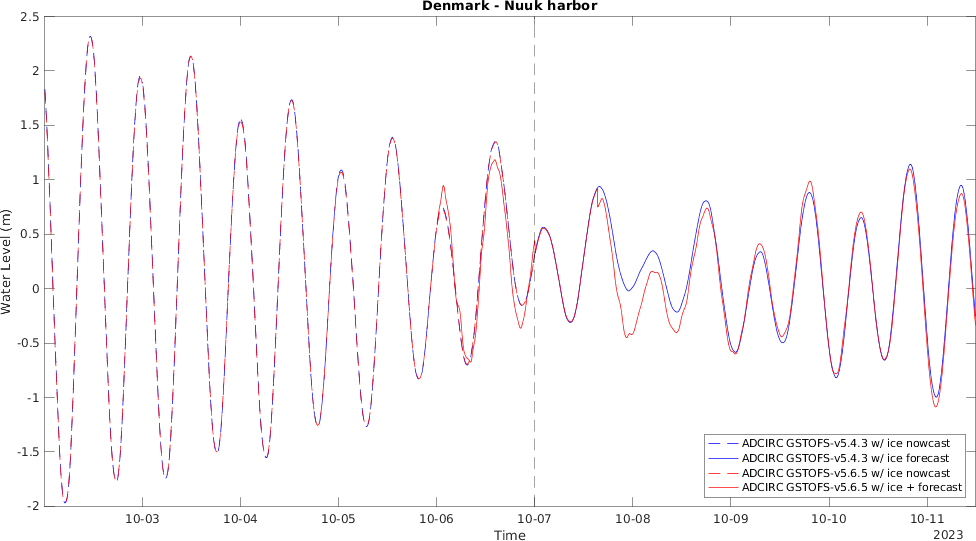 Denmark - Nuuk harbor
2.5
2
1.5
1
0.5
0
-0.5
-1
-1.5
-2
Water Level (m)
ADCIRC GSTOFS-v5.4.3 w/ ice nowcast
ADCIRC GSTOFS-v5.4.3 w/ ice forecast
ADCIRC GSTOFS-v5.6.5 w/ ice nowcast
ADCIRC GSTOFS-v5.6.5 w/ ice + forecast
10-03 10-04 10-05 10-06 10-07 10-08 10-09 10-10 10-11
Time
2023